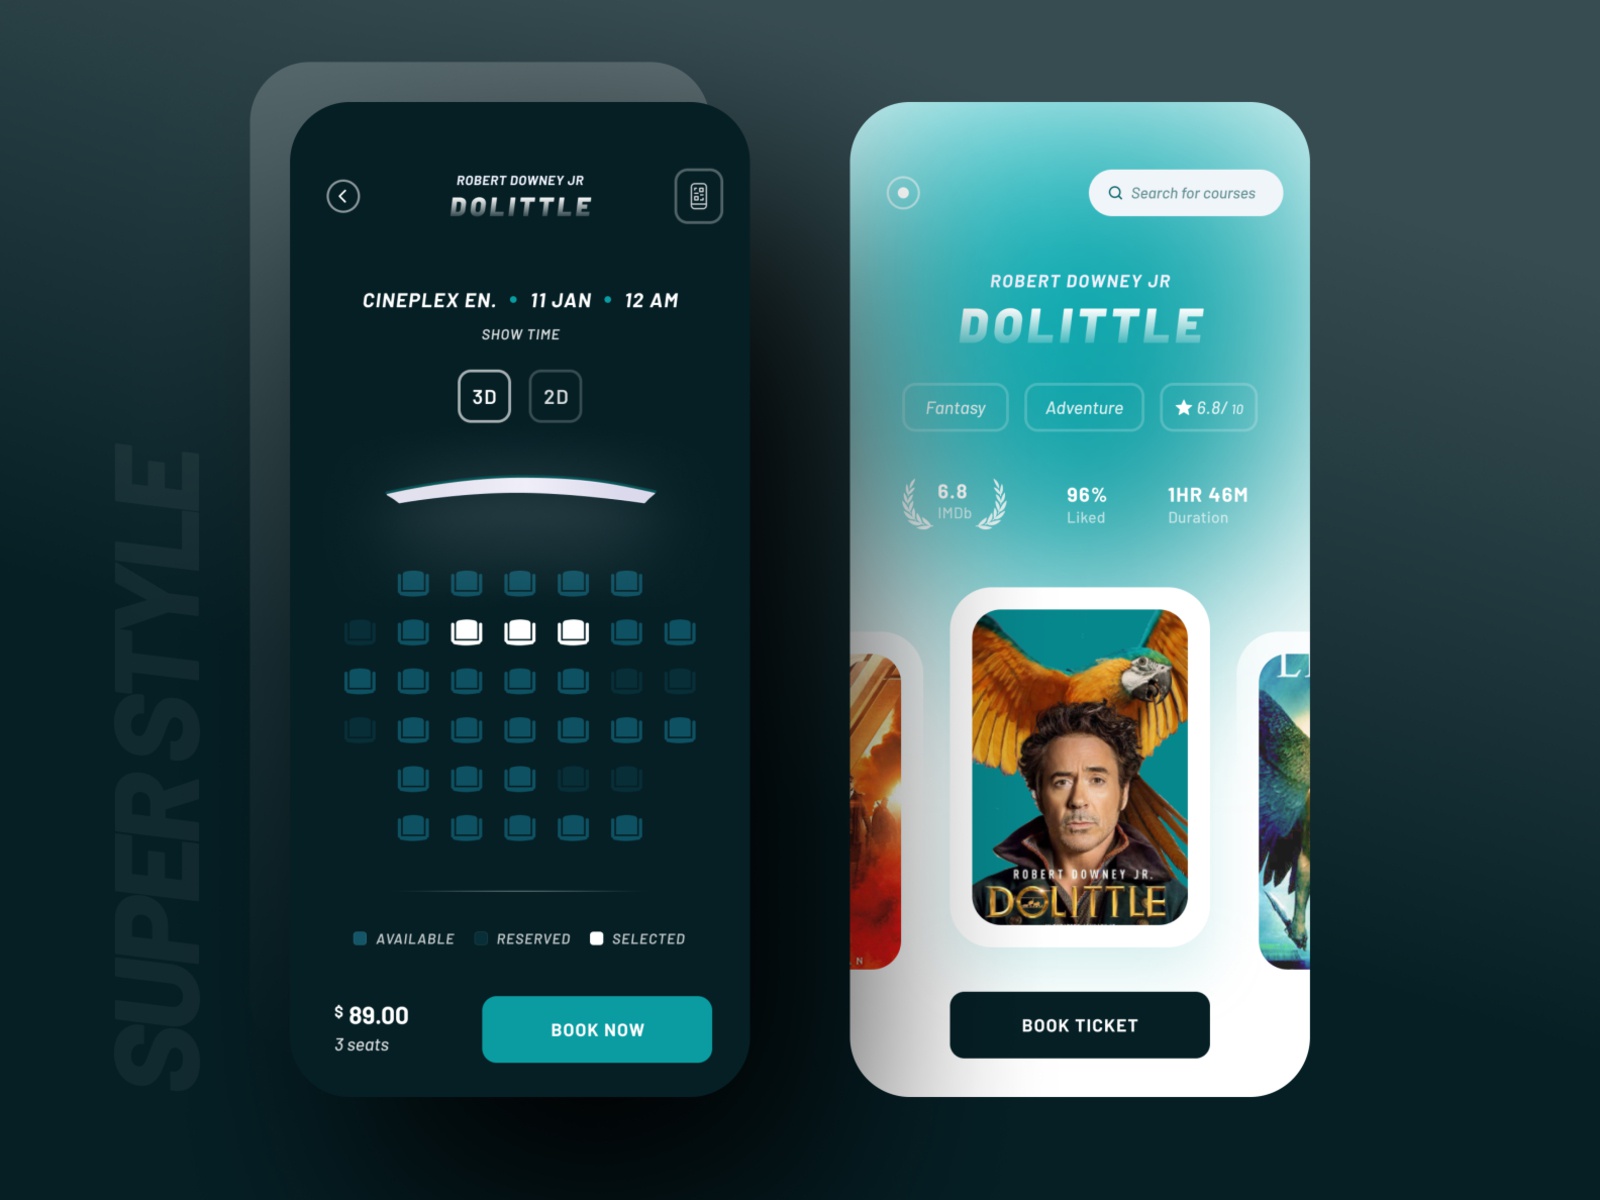 SUPER STYLE
ROBERT DOWNEY JR
DOLITTLE
CINEPLEX EN. • 11 JAN • 12 AM
SHOW TIME
3D 2D
AVAILABLE RESERVED SELECTED
$ 89.00
3 seats
BOOK NOW
Search for courses
ROBERT DOWNEY JR
DOLITTLE
Fantasy Adventure 6.8/ 10
6.8 96% 1HR 46M
IMDb Liked Duration
ROBERT DOWNEY JR.
DOLITTLE
N
BOOK TICKET